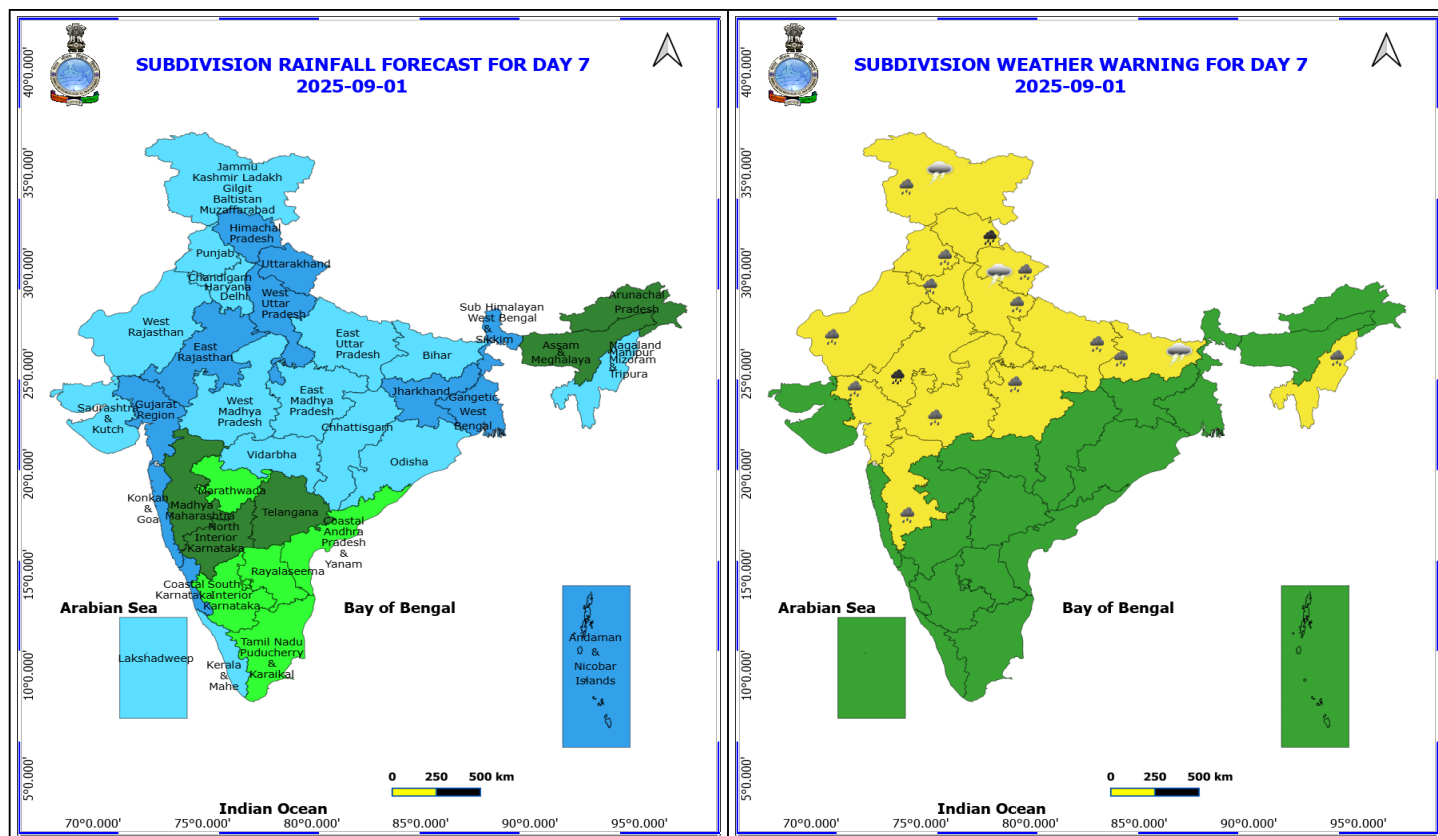 SUBDIVISION RAINFALL FORECAST FOR DAY 7
2025-09-01
40°0.000'
35°0.000'
30°0.000'
25°0.000'
20°0.000'
15°0.000'
10°0.000'
5°0.000'
Jammu
Kashmir Ladakh
Gilgit
Baltistan
Muzaffarabad
Himachal
Pradesh
Punjab
Uttarakhand
Chandigarh
Haryana
Delhi
West
Uttar
Pradesh
West
Rajasthan
East
Rajasthan
East
Uttar
Pradesh
Bihar
Sub Himalayan
West Bengal
&
Sikkim
Arunachal
Pradesh
Assam
&
Meghalaya
Nagaland
Manipur
Mizoram
&
Tripura
Saurashtra
&
Kutch
Gujarat
Region
West
Madhya
Pradesh
East
Madhya
Pradesh
Jharkhand
Gangetic
West
Bengal
Chhattisgarh
Vidarbha
Odisha
Konkan
&
Goa
Madhya
Maharashtra
Marathwada
North
Interior
Karnataka
Telangana
Coastal
Andhra
Pradesh
&
Yanam
Rayalaseema
Coastal
Karnataka
South
Interior
Karnataka
Tamil Nadu
Puducherry
&
Karaikal
Kerala
&
Mahe
Lakshadweep
Andaman
&
Nicobar
Islands
Arabian Sea
Bay of Bengal
Indian Ocean
0 250 500 km
70°0.000' 75°0.000' 80°0.000' 85°0.000' 90°0.000' 95°0.000'
SUBDIVISION WEATHER WARNING FOR DAY 7
2025-09-01
40°0.000'
35°0.000'
30°0.000'
25°0.000'
20°0.000'
15°0.000'
10°0.000'
5°0.000'
Arabian Sea
Bay of Bengal
Indian Ocean
0 250 500 km
70°0.000' 75°0.000' 80°0.000' 85°0.000' 90°0.000' 95°0.000'